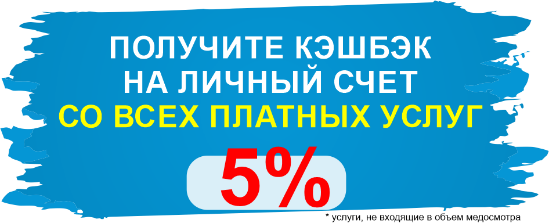 ПОЛУЧИТЕ КЭШБЭК
НА ЛИЧНЫЙ СЧЕТ
СО ВСЕХ ПЛАТНЫХ УСЛУГ
5%
* услуги, не входящие в объем медосмотра